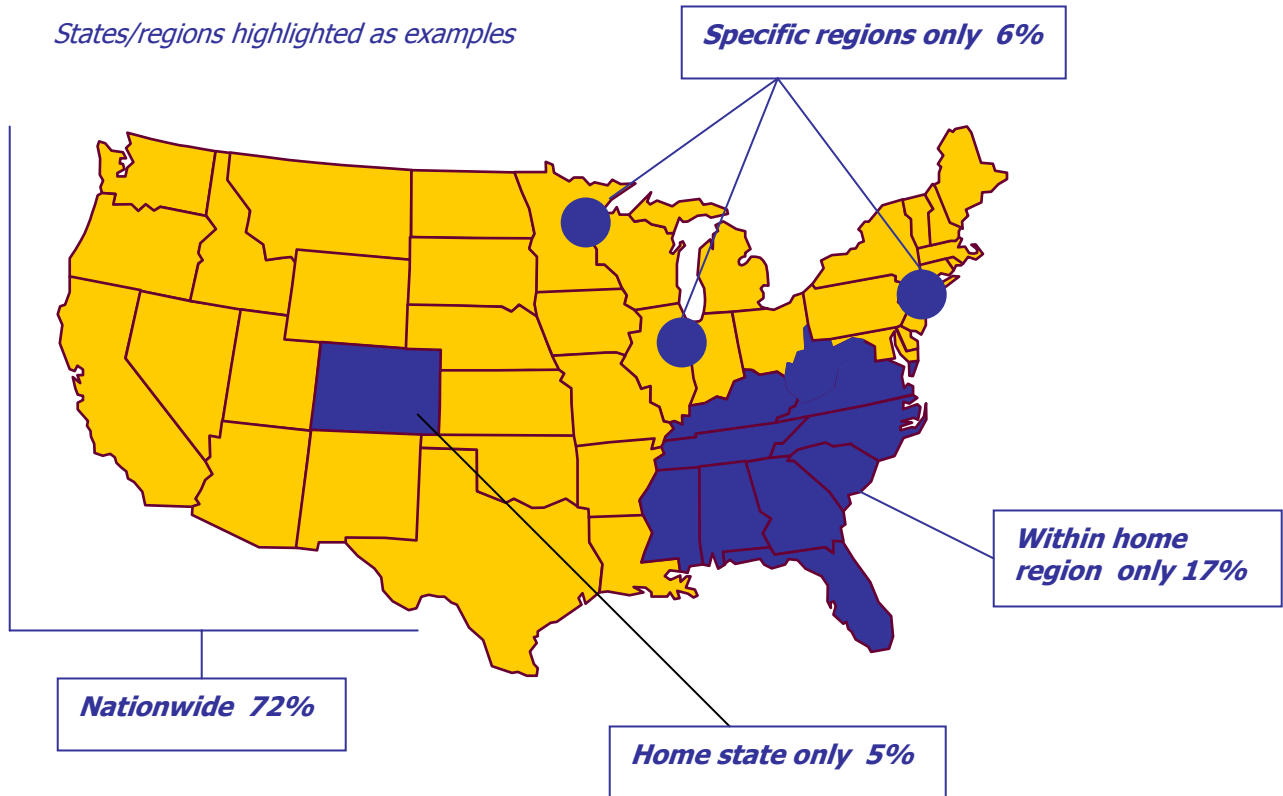 States/regions highlighted as examples
Specific regions only 6%
Within home
region only 17%
Nationwide 72%
Home state only 5%